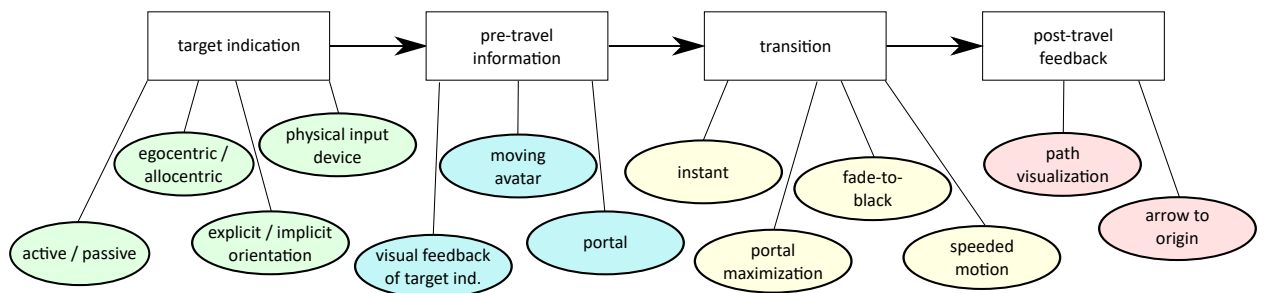 target indication
pre-travel
information
transition
post-travel
feedback
physical input
device
egocentric /
allocentric
explicit / implicit
orientation
active / passive
moving
avatar
portal
visual feedback
of target ind.
instant
fade-to-
black
portal
maximization
speeded
motion
path
visualization
arrow to
origin